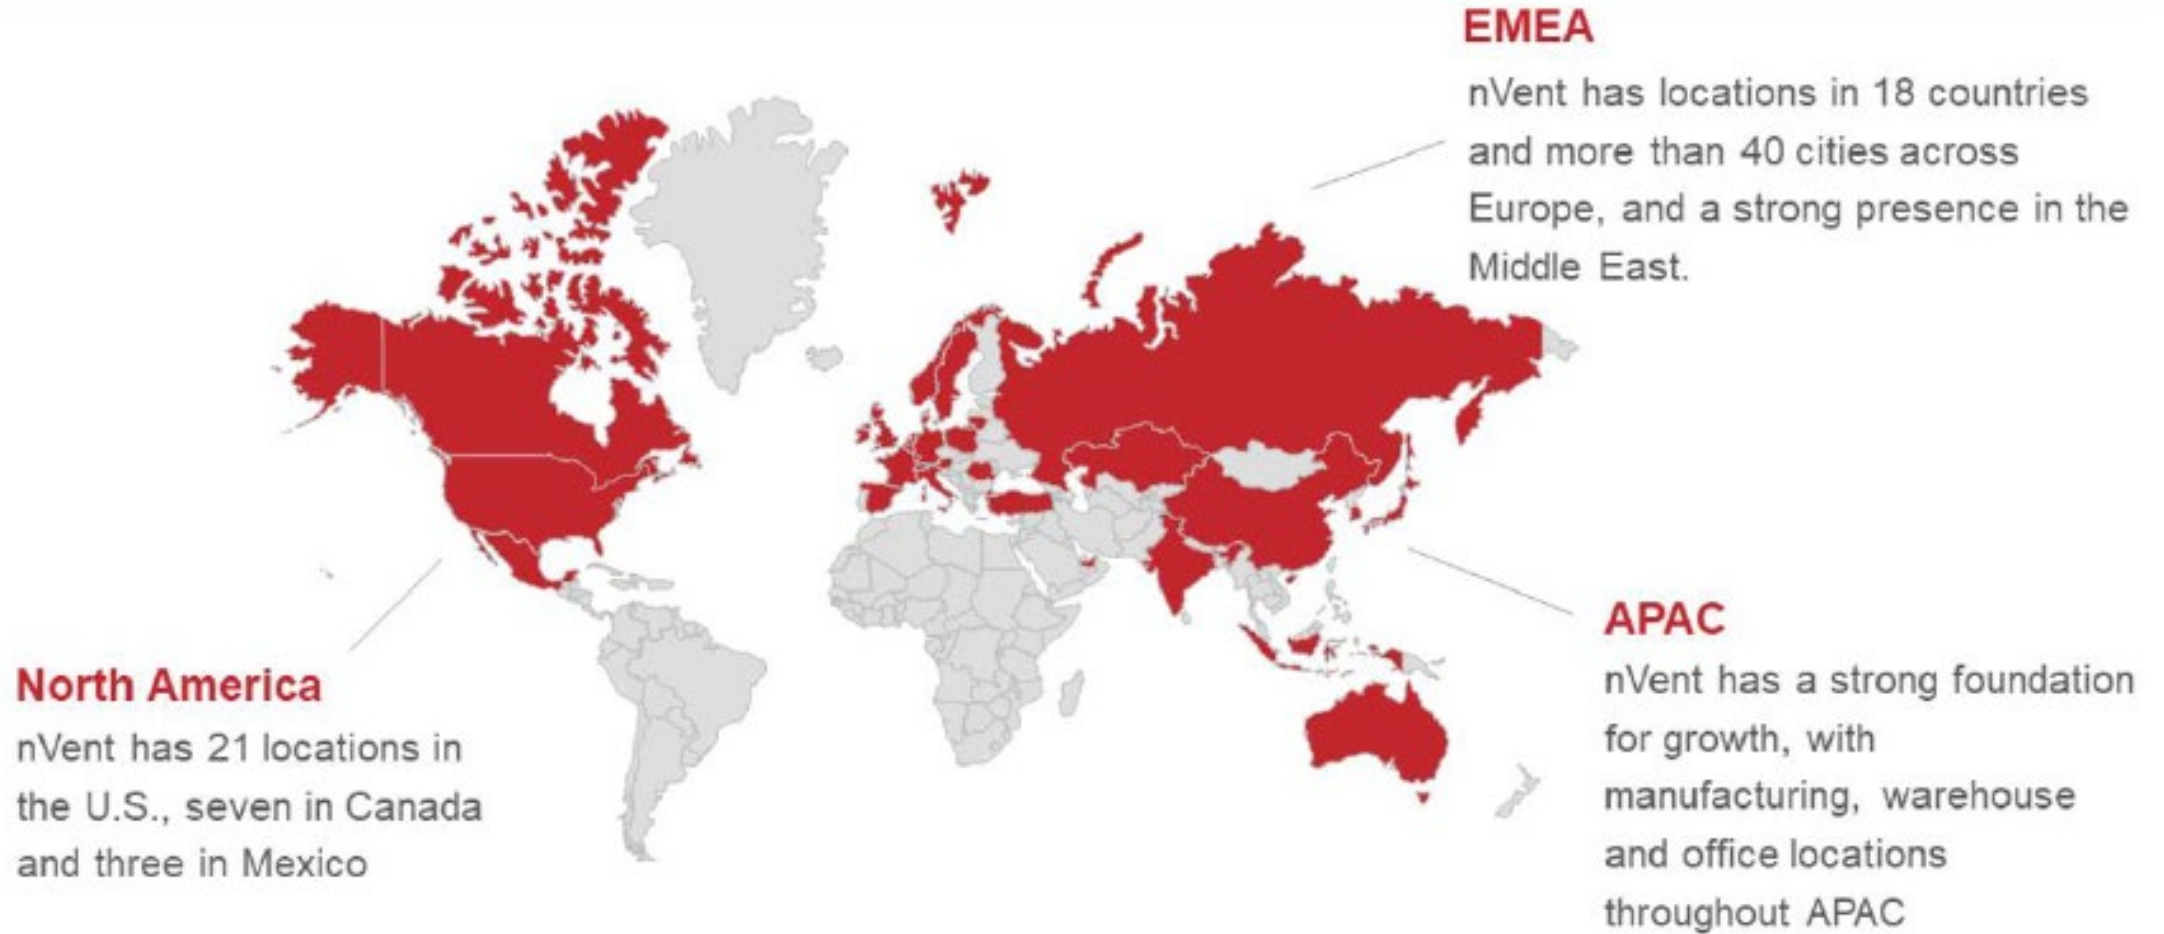 EMEA
nVent has locations in 18 countries
and more than 40 cities across
Europe, and a strong presence in the
Middle East.
North America
nVent has 21 locations in
the U.S., seven in Canada
and three in Mexico
APAC
nVent has a strong foundation
for growth, with
manufacturing, warehouse
and office locations
throughout APAC